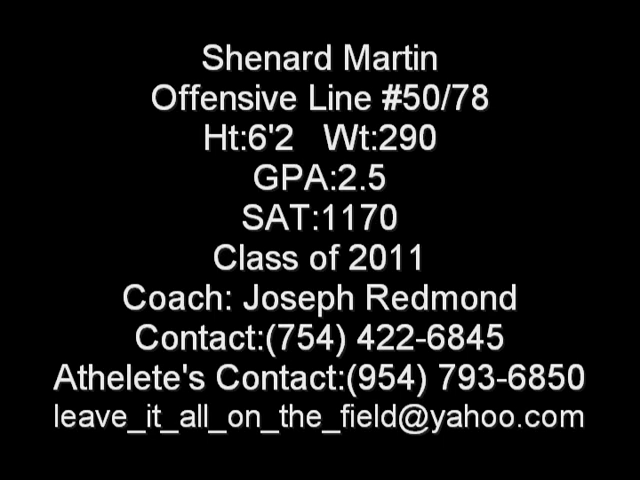 Shenard Martin
Offensive Line #50/78
Ht:6'2   Wt:290
GPA:2.5
SAT:1170
Class of 2011
Coach: Joseph Redmond
Contact:(754) 422-6845
Athelete's Contact:(954) 793-6850
leave_it_all_on_the_field@yahoo.com